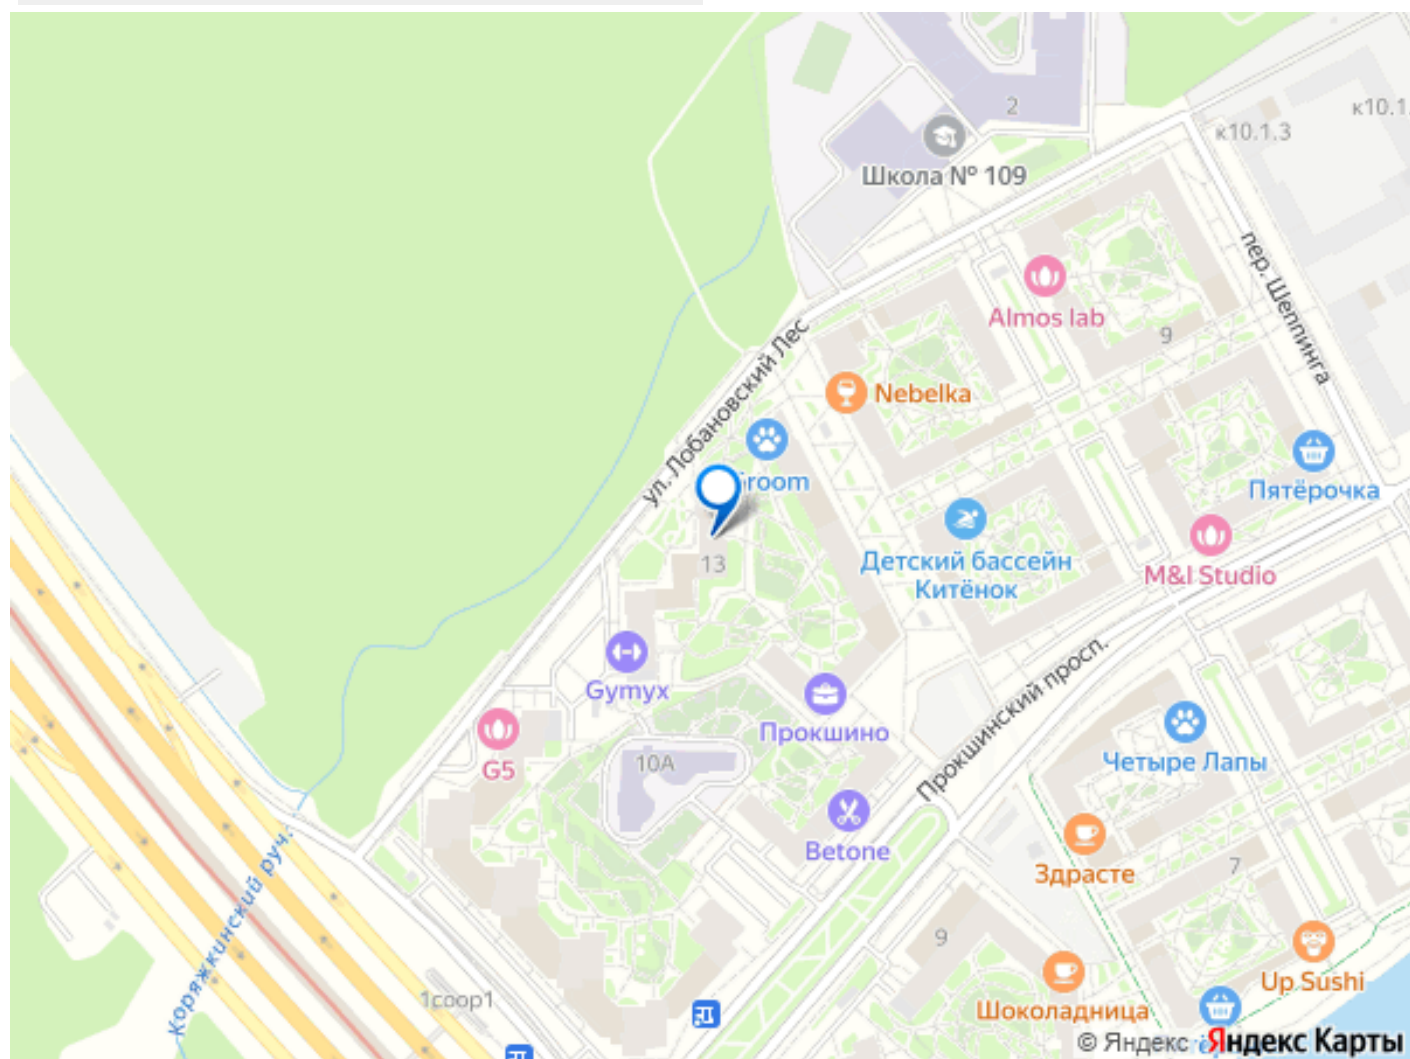 2
к10.1.3
к10.1.
Школа № 109
пер. Шеппинга
Almos lab
9
ул. Лобановский Лес
Nebelka
Groom
Пятёрочка
13
Детский бассейн
Китёнок
M&I Studio
Gymyx
Прокшино
Прокшинский просп.
G5
10А
Четыре Лапы
Betone
Здрасте
7
Коряжкинский руч.
9
Up Sushi
1соор1
Шоколадница
© Яндекс
Яндекс Карты